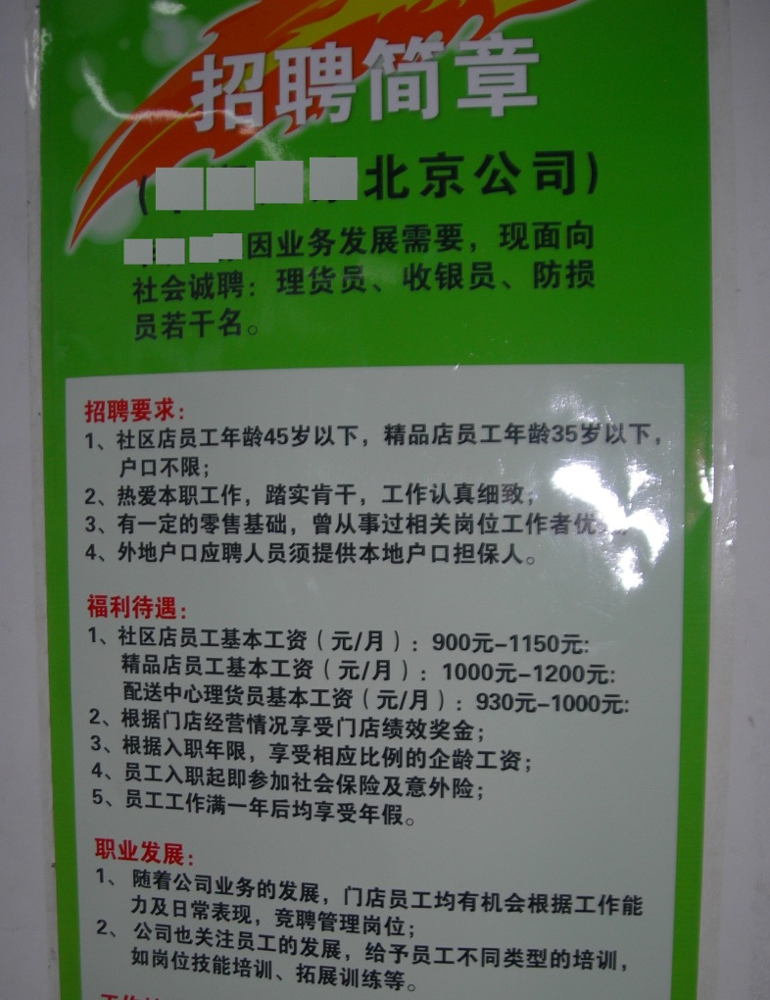 招聘简章
北京公司)
因业务发展需要，现面向
社会诚聘：理货员、收银员、防损
员若干名。
招聘要求：
1、社区店员工年龄45岁以下，精品店员工年龄35岁以下，
户口不限；
2、热爱本职工作，踏实肯干，工作认真细致；
3、有一定的零售基础，曾从事过相关岗位工作者优
4、外地户口应聘人员须提供本地户口担保人。
福利待遇：
1、社区店员工基本工资（元/月）：900元-1150元:
精品店员工基本工资（元/月）：1000元-1200元:
配送中心理货员基本工资（元/月）：930元-1000元:
2、根据门店经营情况享受门店绩效奖金；
3、根据入职年限，享受相应比例的企龄工资；
4、员工入职起即参加社会保险及意外险；
5、员工工作满一年后均享受年假。
职业发展：
1、随着公司业务的发展，门店员工均有机会根据工作能
力及日常表现，竞聘管理岗位；
2、公司也关注员工的发展，给予员工不同类型的培训，
如岗位技能培训、拓展训练等。